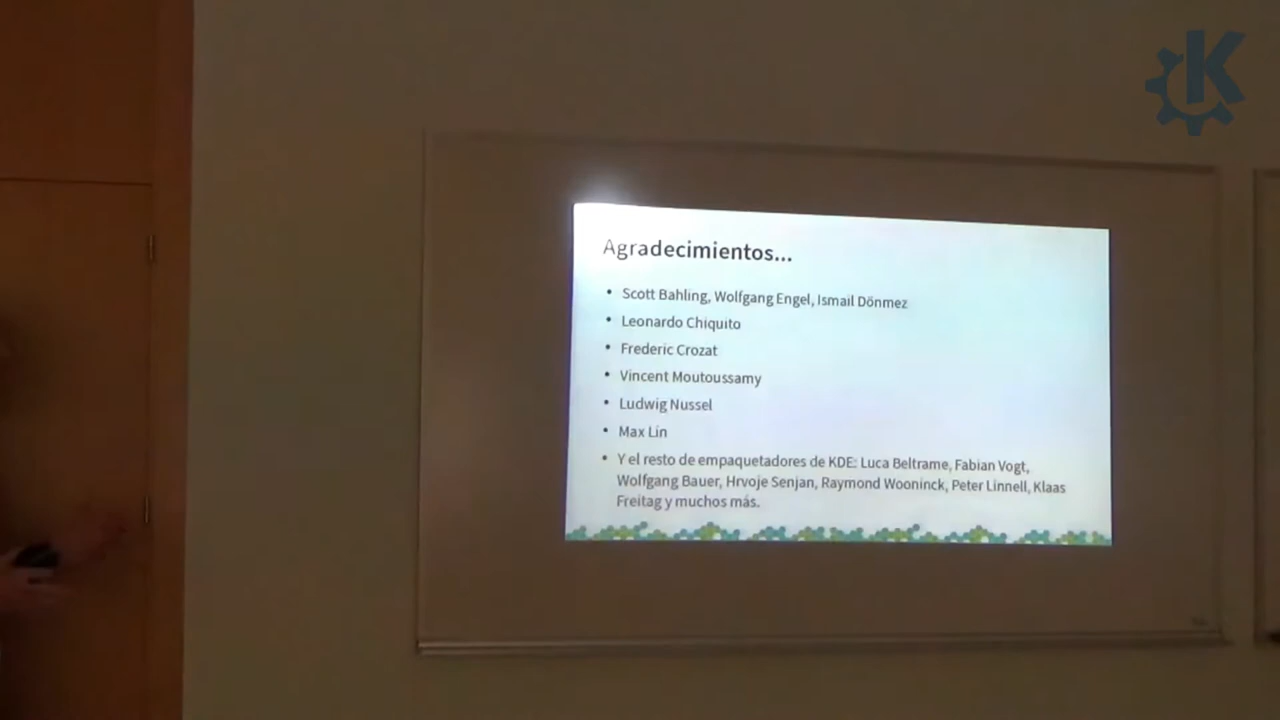 Agradecimientos...
• Scott Bahling, Wolfgang Engel, Ismail Dönmez
• Leonardo Chiquito
• Frederic Crozat
• Vincent Moutoussamy
• Ludwig Nussel
• Max Lin
• Y el resto de empaquetadores de KDE: Luca Beltrame, Fabian Vogt,
Wolfgang Bauer, Hrvoje Senjan, Raymond Wooninck, Peter Linnell, Klaas
Freitag y muchos más.